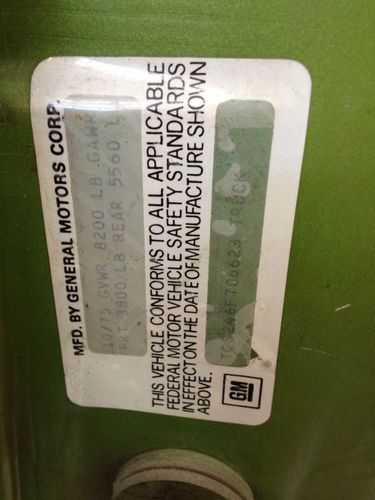 MFD. BY GENERAL MOTORS CORP.
10/75 GVWR 8200 LB GAWR
FRT 3800 LB REAR 5560
THIS VEHICLE CONFORMS TO ALL APPLICABLE
FEDERAL MOTOR VEHICLE SAFETY STANDARDS
IN EFFECT ON THE DATE OF MANUFACTURE SHOWN
ABOVE.
246F706623 TRUCK
GM